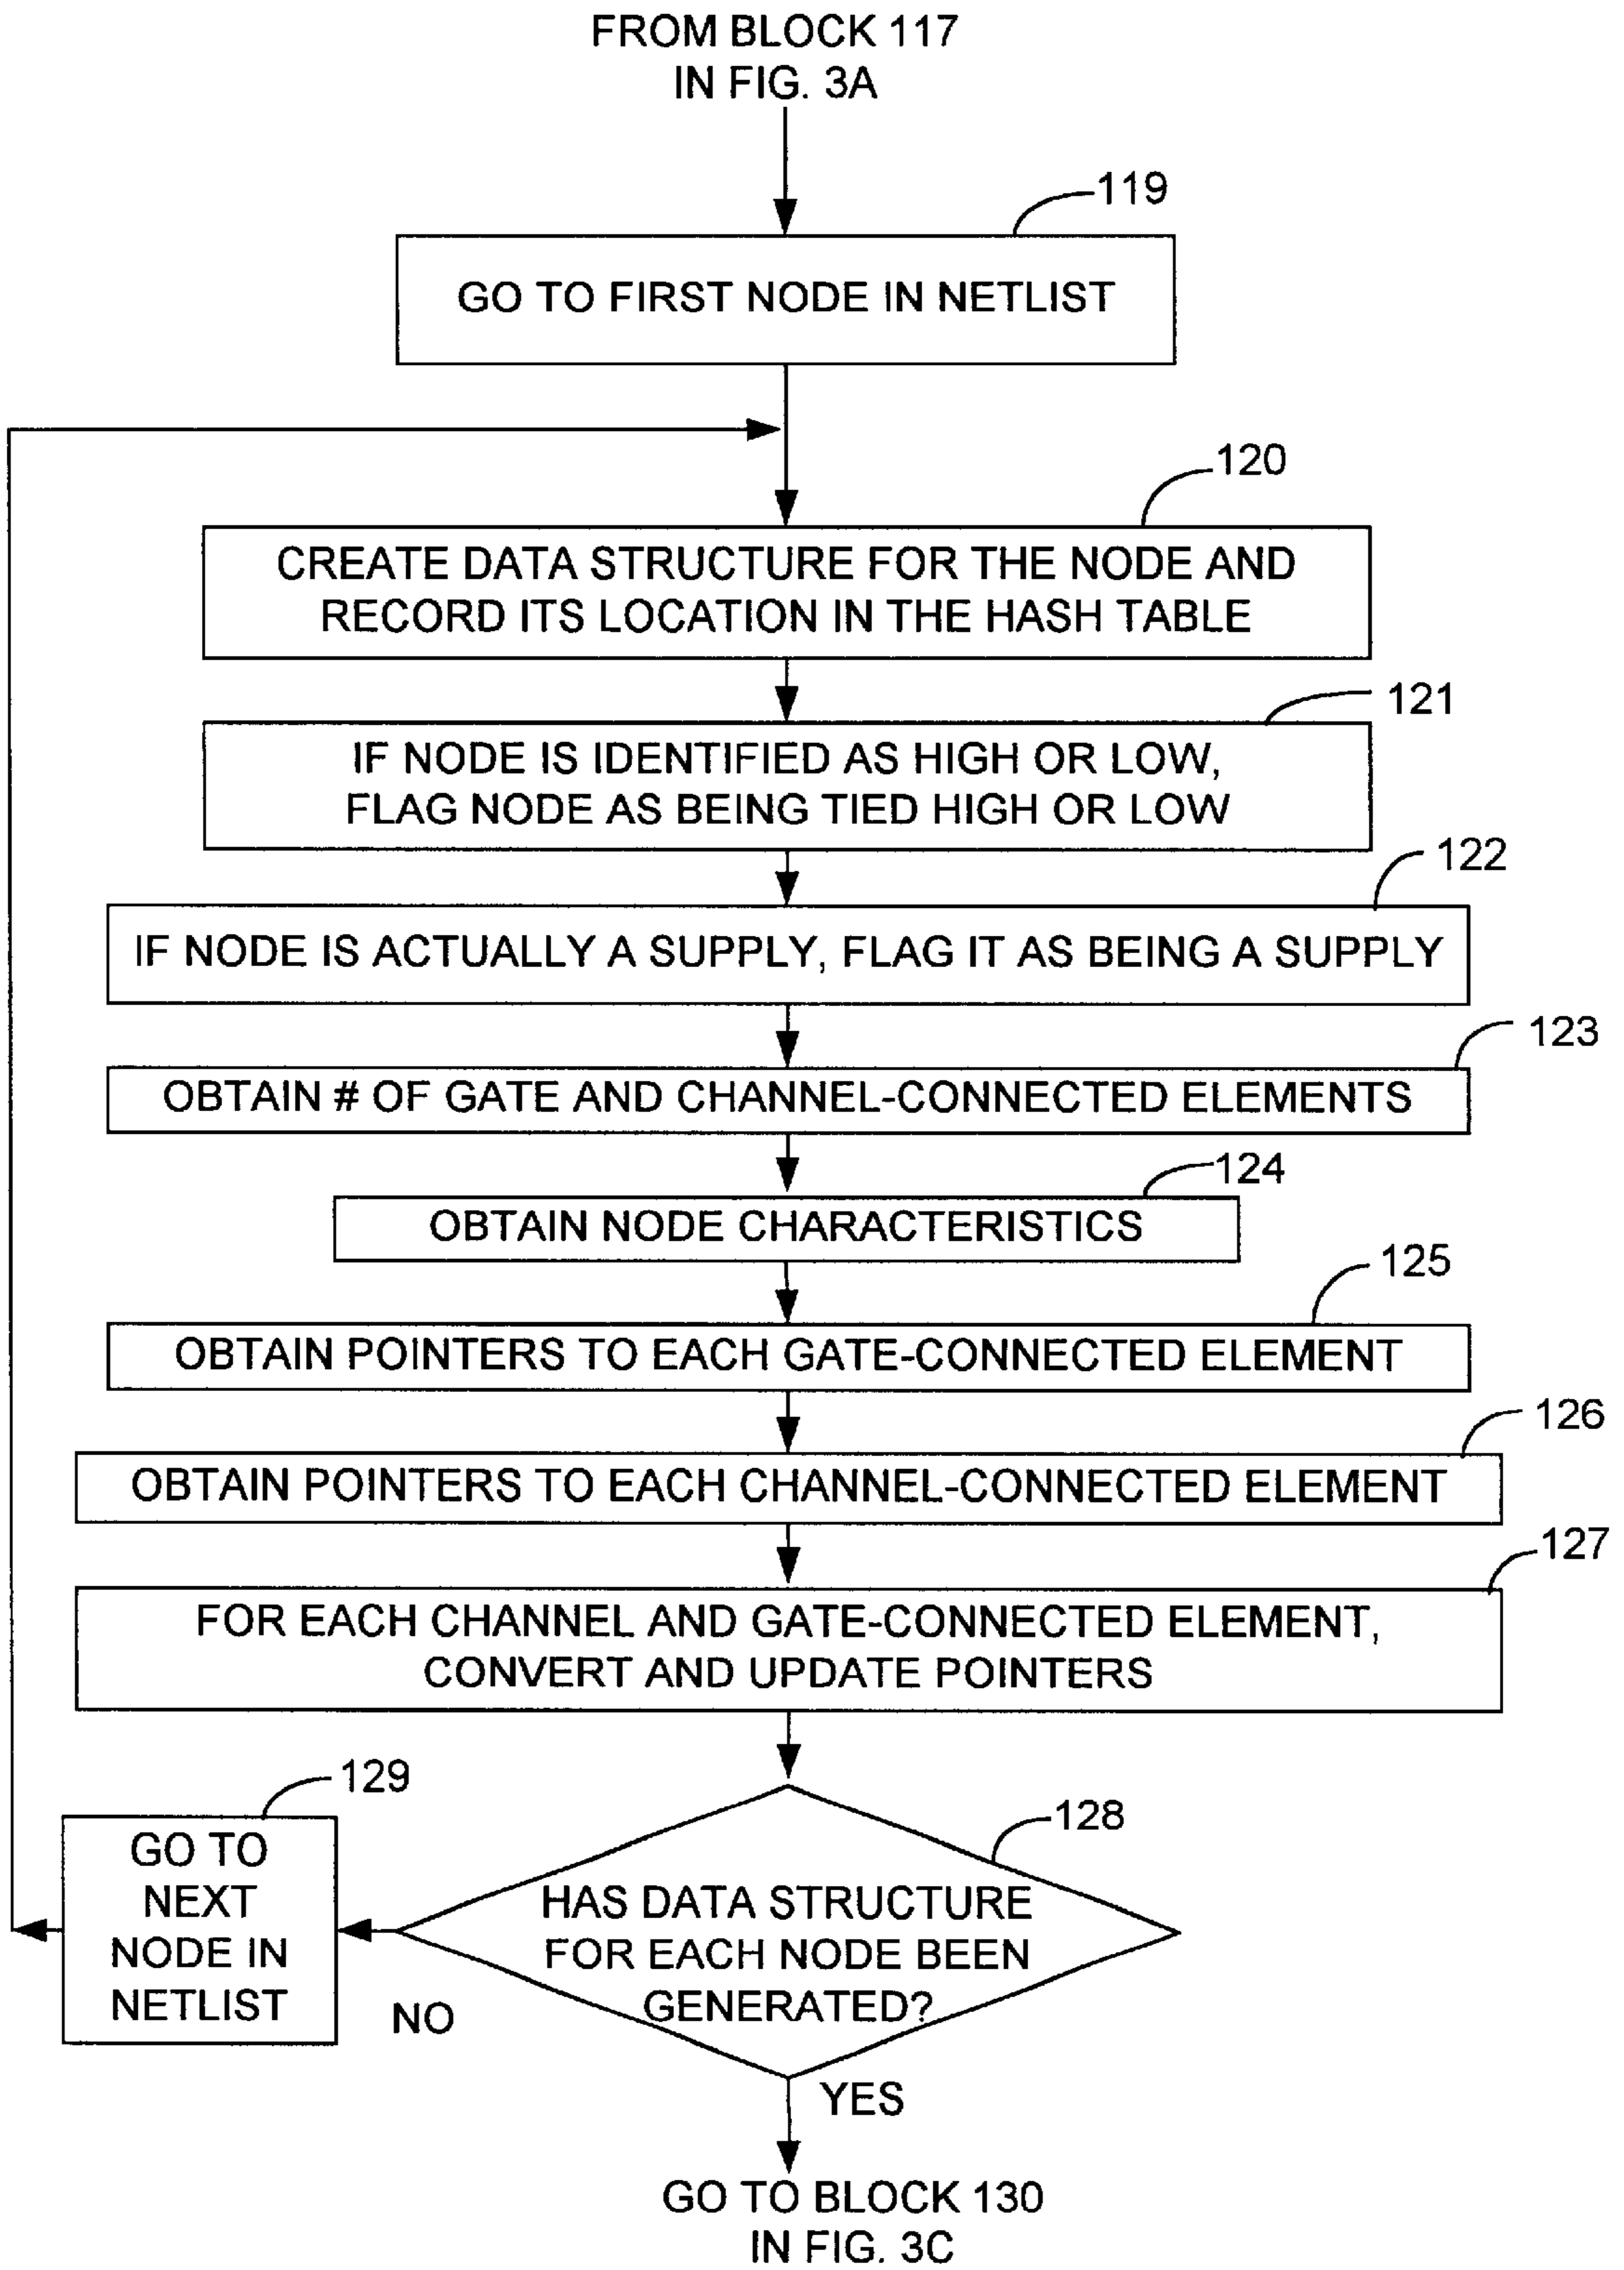 FROM BLOCK 117
IN FIG. 3A
119
GO TO FIRST NODE IN NETLIST
120
CREATE DATA STRUCTURE FOR THE NODE AND
RECORD ITS LOCATION IN THE HASH TABLE
121
IF NODE IS IDENTIFIED AS HIGH OR LOW,
FLAG NODE AS BEING TIED HIGH OR LOW
122
IF NODE IS ACTUALLY A SUPPLY, FLAG IT AS BEING A SUPPLY
123
OBTAIN # OF GATE AND CHANNEL-CONNECTED ELEMENTS
124
OBTAIN NODE CHARACTERISTICS
125
OBTAIN POINTERS TO EACH GATE-CONNECTED ELEMENT
126
OBTAIN POINTERS TO EACH CHANNEL-CONNECTED ELEMENT
127
FOR EACH CHANNEL AND GATE-CONNECTED ELEMENT,
CONVERT AND UPDATE POINTERS
129
GO TO
NEXT
NODE IN
NETLIST
128
HAS DATA STRUCTURE
FOR EACH NODE BEEN
GENERATED?
NO
YES
GO TO BLOCK 130
IN FIG. 3C